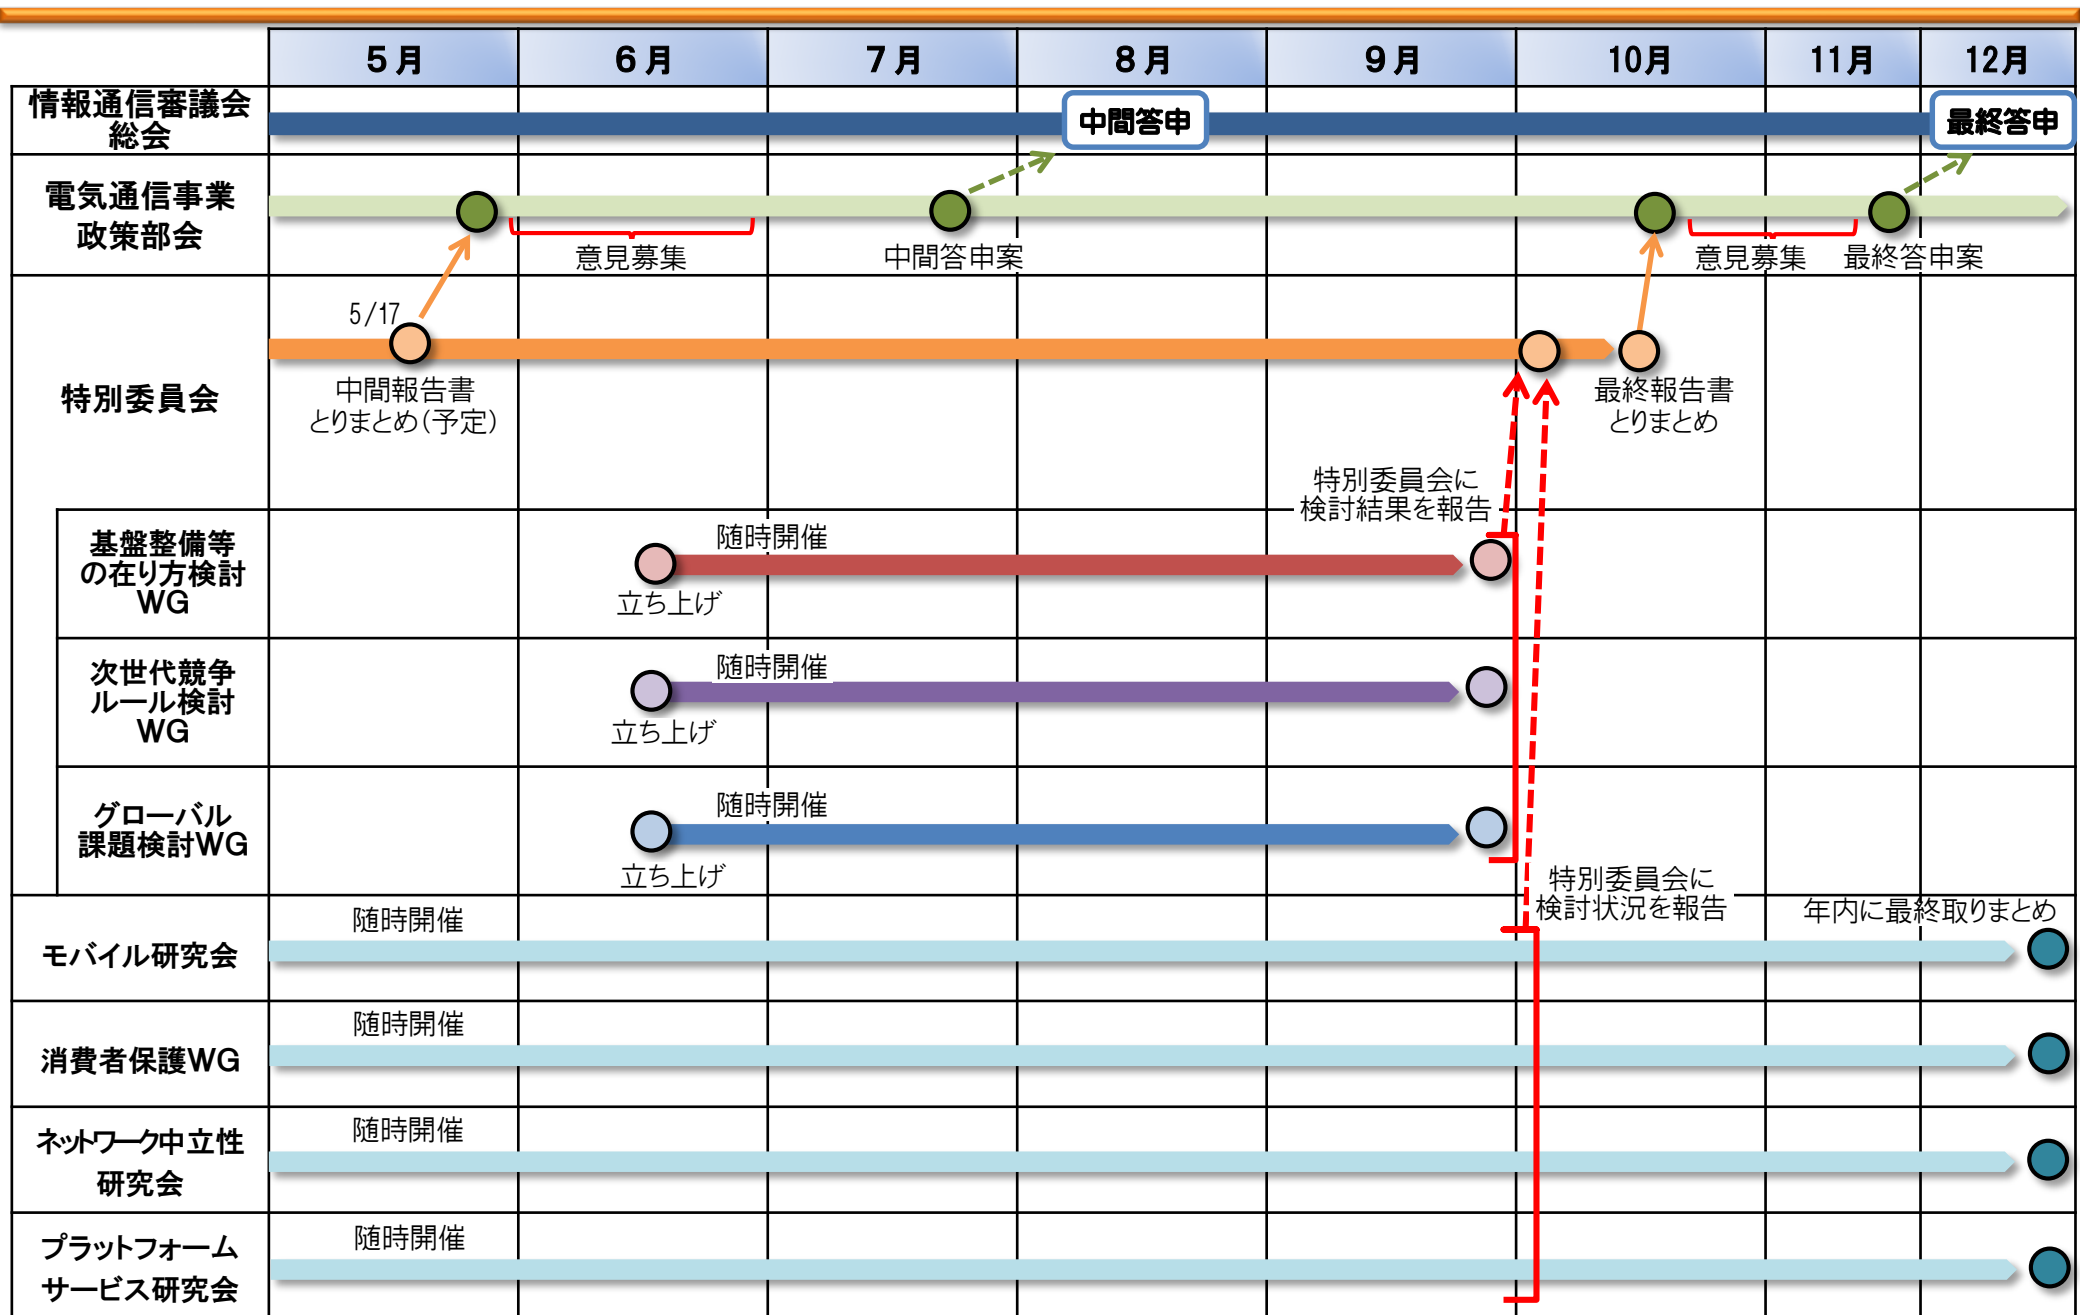 ５月 ６月 ７月 ８月 ９月 10月 11月 12月
情報通信審議会
総会
中間答申
最終答申
電気通信事業
政策部会
意見募集
中間答申案
意見募集
最終答申案
特別委員会
5/17
中間報告書
とりまとめ（予定）
最終報告書
とりまとめ
特別委員会に
検討結果を報告
基盤整備等
の在り方検討
WG
随時開催
立ち上げ
次世代競争
ルール検討
WG
随時開催
立ち上げ
グローバル
課題検討WG
随時開催
立ち上げ
特別委員会に
検討状況を報告
年内に最終取りまとめ
モバイル研究会
随時開催
消費者保護WG
随時開催
ネットワーク中立性
研究会
随時開催
プラットフォーム
サービス研究会
随時開催